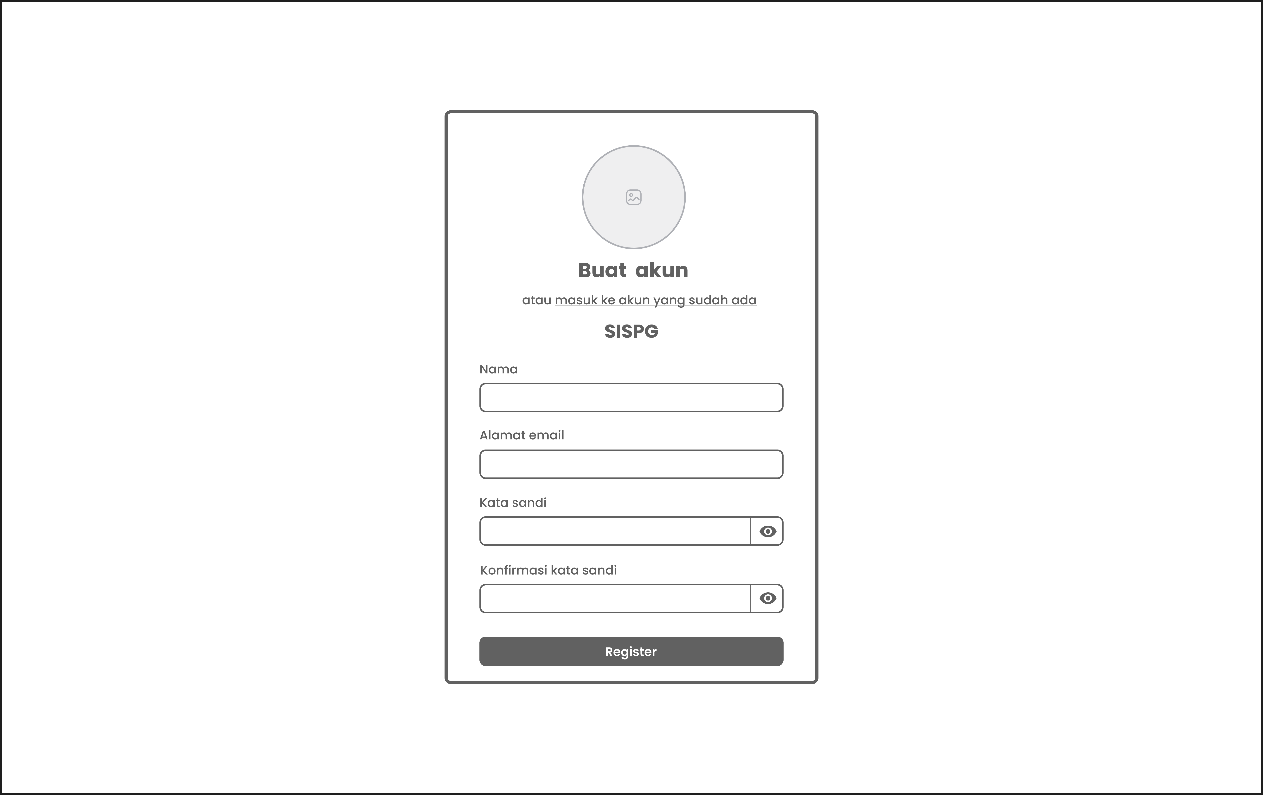 Buat akun
atau masuk ke akun yang sudah ada
SISPG
Nama
Alamat email
Kata sandi
Konfirmasi kata sandi
Register